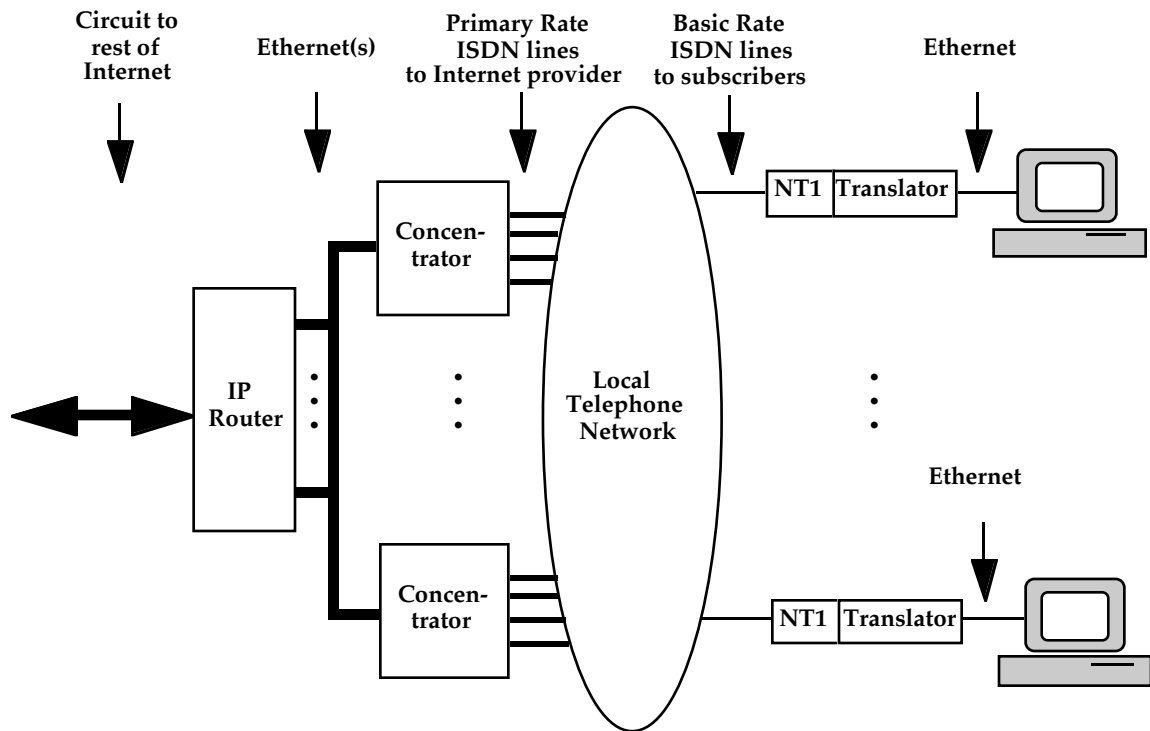 Circuit to
rest of
Internet
Ethernet(s)
Primary Rate
ISDN lines
to Internet provider
Basic Rate
ISDN lines
to subscribers
Ethernet
NT1
Translator
Concen-
trator
IP
Router
Local
Telephone
Network
Ethernet
Concen-
trator
NT1
Translator